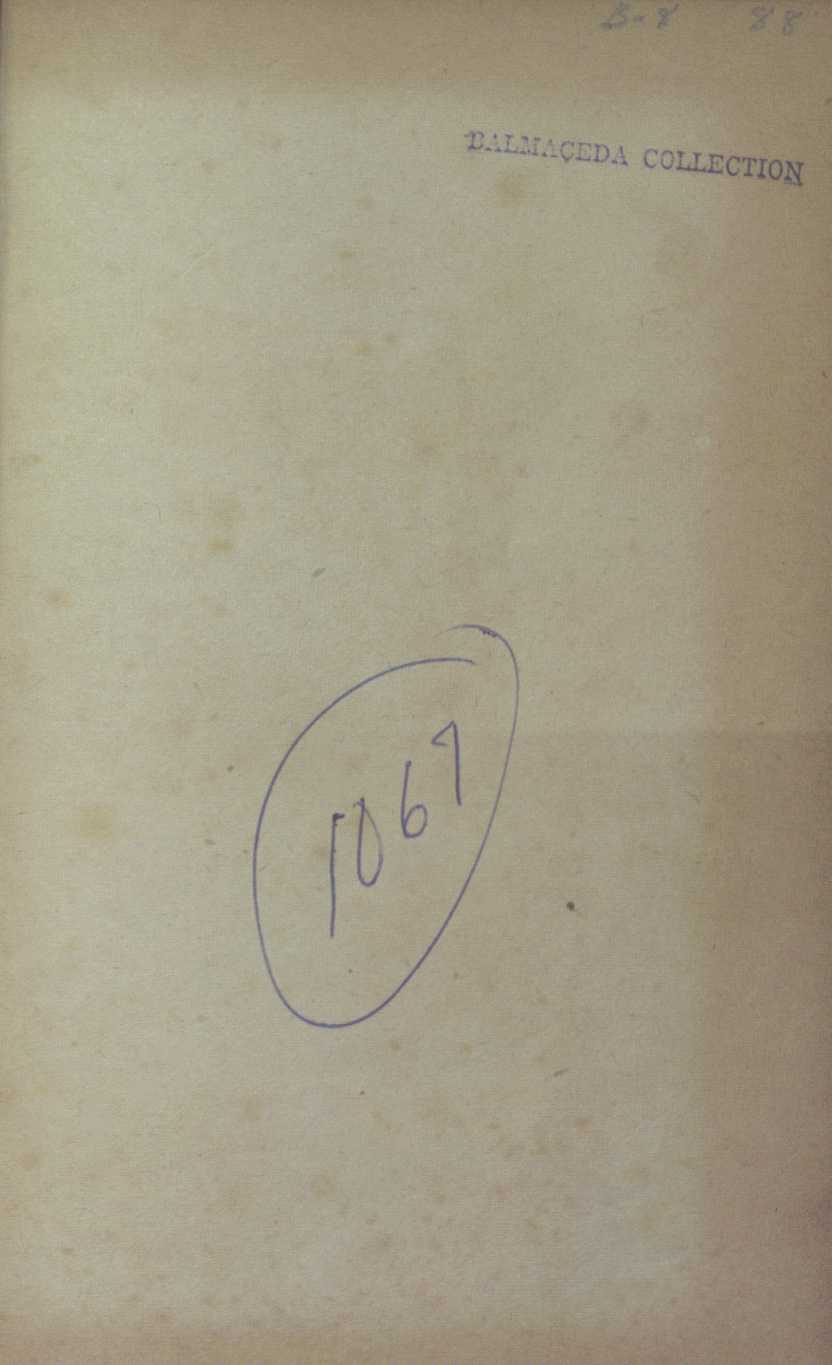 B-8 88
BALMACEDA COLLECTION
1067